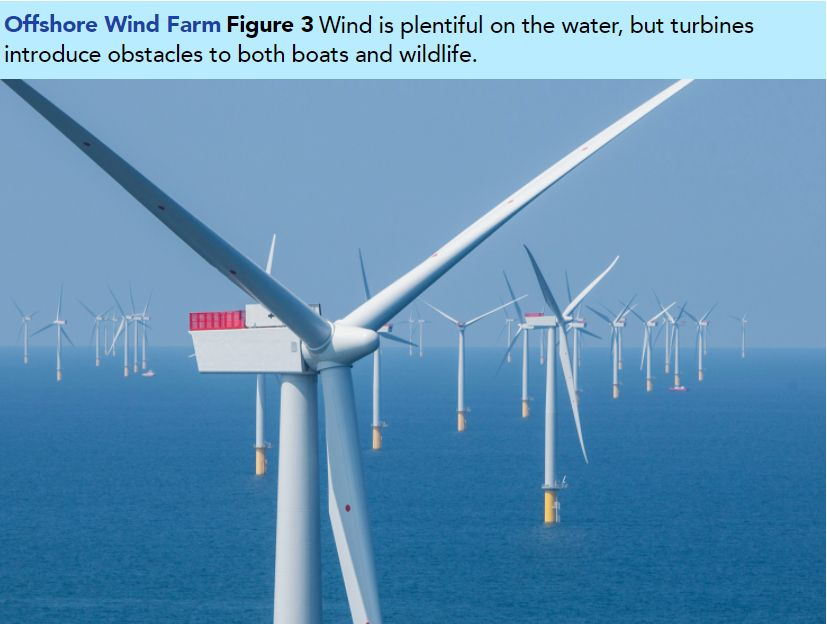 Offshore Wind Farm Figure 3 Wind is plentiful on the water, but turbines
introduce obstacles to both boats and wildlife.